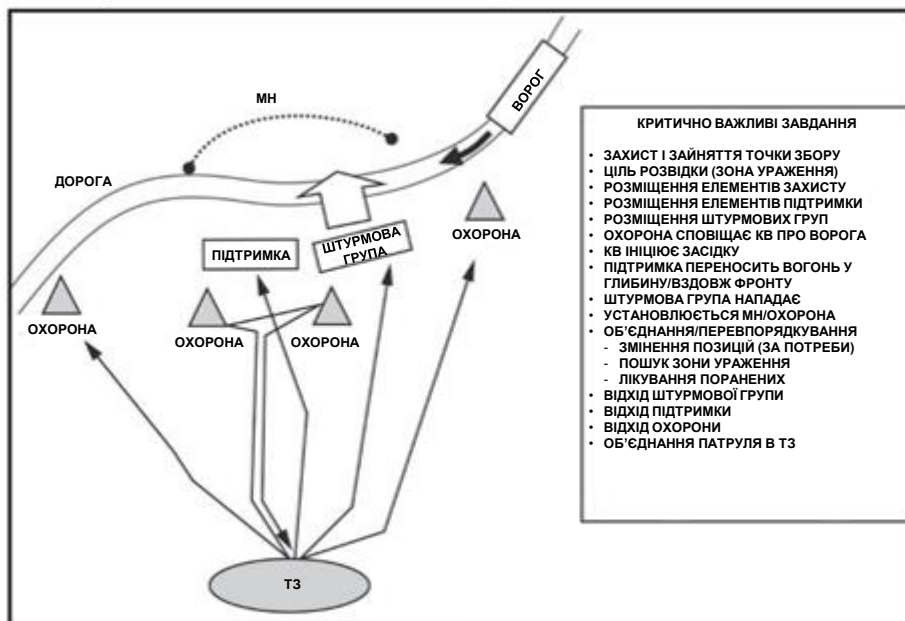 МН
ВОРОГ
ДОРОГА
ОХОРОНА
ПІДТРИМКА
ШТУРМОВА
ГРУПА
ОХОРОНА
ОХОРОНА
ОХОРОНА
ТЗ
КРИТИЧНО ВАЖЛИВІ ЗАВДАННЯ
• ЗАХИСТ І ЗАЙНЯТТЯ ТОЧКИ ЗБОРУ
• ЦІЛЬ РОЗВІДКИ (ЗОНА УРАЖЕННЯ)
• РОЗМІЩЕННЯ ЕЛЕМЕНТІВ ЗАХИСТУ
• РОЗМІЩЕННЯ ЕЛЕМЕНТІВ ПІДТРИМКИ
• РОЗМІЩЕННЯ ШТУРМОВИХ ГРУП
• ОХОРОНА СПОВІЩАЄ КВ ПРО ВОРОГА
• КВ ІНІЦІЮЄ ЗАСІДКУ
• ПІДТРИМКА ПЕРЕНОСИТЬ ВОГОНЬ У
ГЛИБИНУ/ВЗДОВЖ ФРОНТУ
• ШТУРМОВА ГРУПА НАПАДАЄ
• УСТАНОВЛЮЄТЬСЯ МН/ОХОРОНА
• ОБ’ЄДНАННЯ/ПЕРЕВПОРЯДКУВАННЯ
- ЗМІНЕННЯ ПОЗИЦІЙ (ЗА ПОТРЕБИ)
- ПОШУК ЗОНИ УРАЖЕННЯ
- ЛІКУВАННЯ ПОРАНЕНИХ
• ВІДХІД ШТУРМОВОЇ ГРУПИ
• ВІДХІД ПІДТРИМКИ
• ВІДХІД ОХОРОНИ
• ОБ’ЄДНАННЯ ПАТРУЛЯ В ТЗ